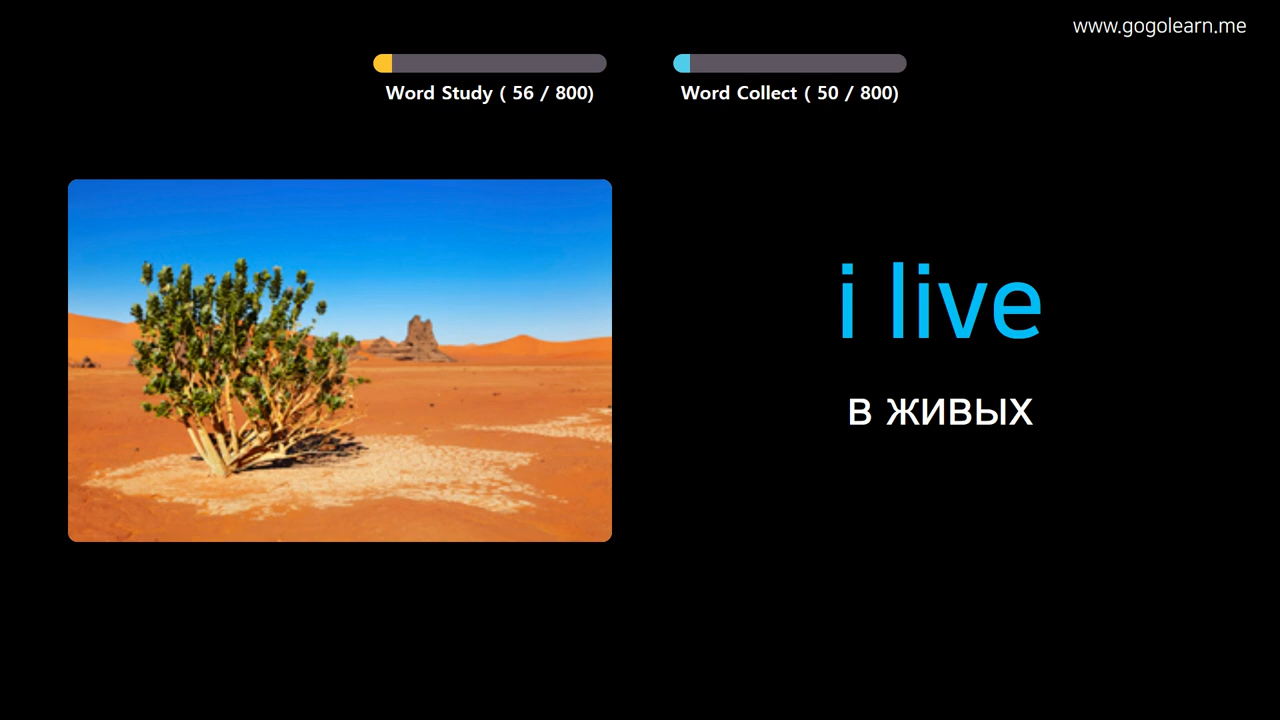 www.gogolearn.me
Word Study ( 56 / 800)
Word Collect ( 50 / 800)
i live
в живых